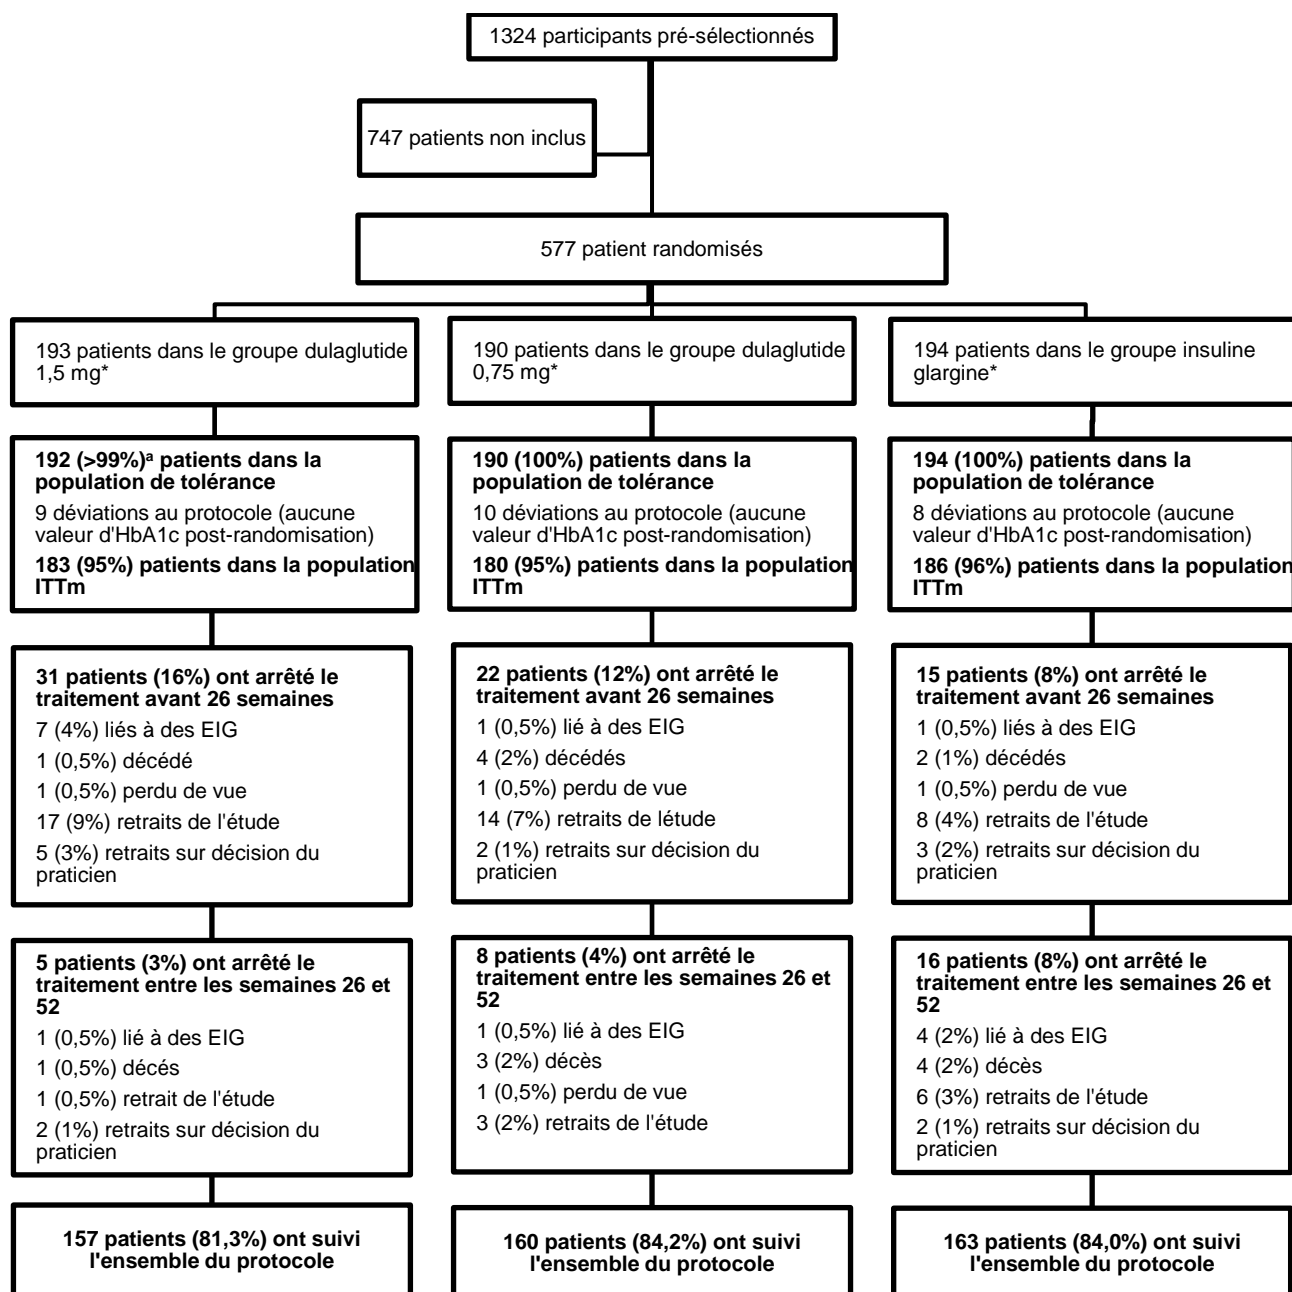 1324 participants pré-sélectionnés
747 patients non inclus
577 patient randomisés
193 patients dans le groupe dulaglutide
1,5 mg*
190 patients dans le groupe dulaglutide
0,75 mg*
194 patients dans le groupe insuline
glargine*
192 (>99%)ᵃ patients dans la
population de tolérance
9 déviations au protocole (aucune
valeur d'HbA1c post-randomisation)
183 (95%) patients dans la population
ITTm
190 (100%) patients dans la
population de tolérance
10 déviations au protocole (aucune
valeur d'HbA1c post-randomisation)
180 (95%) patients dans la population
ITTm
194 (100%) patients dans la
population de tolérance
8 déviations au protocole (aucune
valeur d'HbA1c post-randomisation)
186 (96%) patients dans la population
ITTm
31 patients (16%) ont arrêté le
traitement avant 26 semaines
7 (4%) liés à des EIG
1 (0,5%) décédé
1 (0,5%) perdu de vue
17 (9%) retraits de l'étude
5 (3%) retraits sur décision du
praticien
22 patients (12%) ont arrêté le
traitement avant 26 semaines
1 (0,5%) lié à des EIG
4 (2%) décédés
1 (0,5%) perdu de vue
14 (7%) retraits de létude
2 (1%) retraits sur décision du
praticien
15 patients (8%) ont arrêté le
traitement avant 26 semaines
1 (0,5%) liés à des EIG
2 (1%) décédés
1 (0,5%) perdu de vue
8 (4%) retraits de l'étude
3 (2%) retraits sur décision du
praticien
5 patients (3%) ont arrêté le
traitement entre les semaines 26 et
52
1 (0,5%) lié à des EIG
1 (0,5%) décés
1 (0,5%) retrait de l'étude
2 (1%) retraits sur décision du
praticien
8 patients (4%) ont arrêté le
traitement entre les semaines 26 et
52
1 (0,5%) lié à des EIG
3 (2%) décès
1 (0,5%) perdu de vue
3 (2%) retraits de l'étude
16 patients (8%) ont arrêté le
traitement entre les semaines 26 et
52
4 (2%) lié à des EIG
4 (2%) décès
6 (3%) retraits de l'étude
2 (1%) retraits sur décision du
praticien
157 patients (81,3%) ont suivi
l'ensemble du protocole
160 patients (84,2%) ont suivi
l'ensemble du protocole
163 patients (84,0%) ont suivi
l'ensemble du protocole